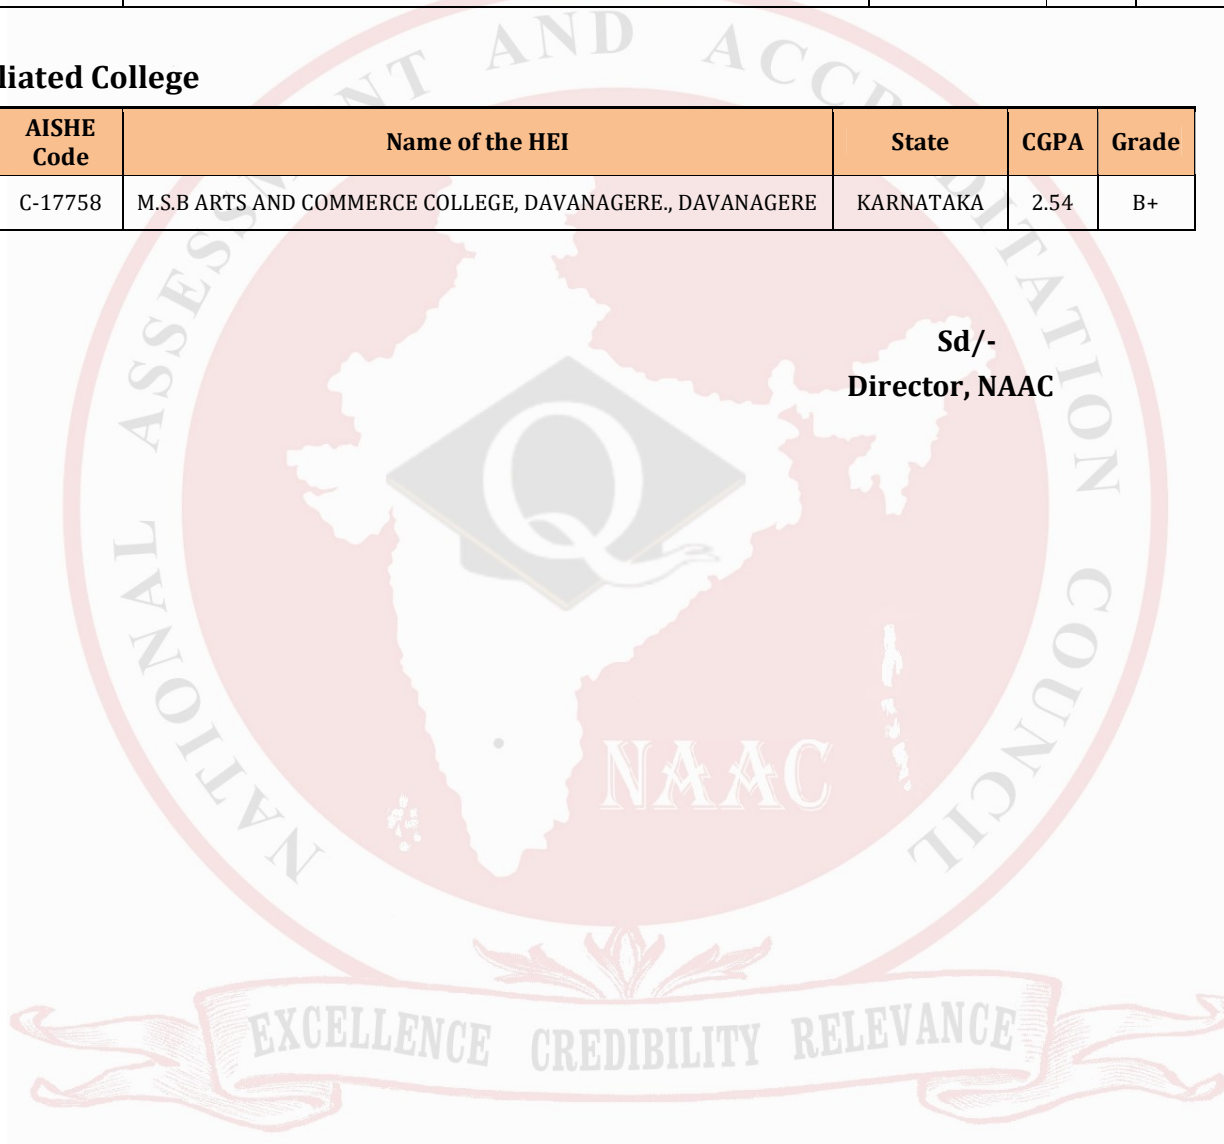 liated College
AISHE Code Name of the HEI State CGPA Grade
C-17758 M.S.B ARTS AND COMMERCE COLLEGE, DAVANAGERE., DAVANAGERE KARNATAKA 2.54 B+
Sd/-
Director, NAAC
NATIONAL ASSESSMENT AND ACCREDITATION COUNCIL
Q
NAAC
EXCELLENCE CREDIBILITY RELEVANCE